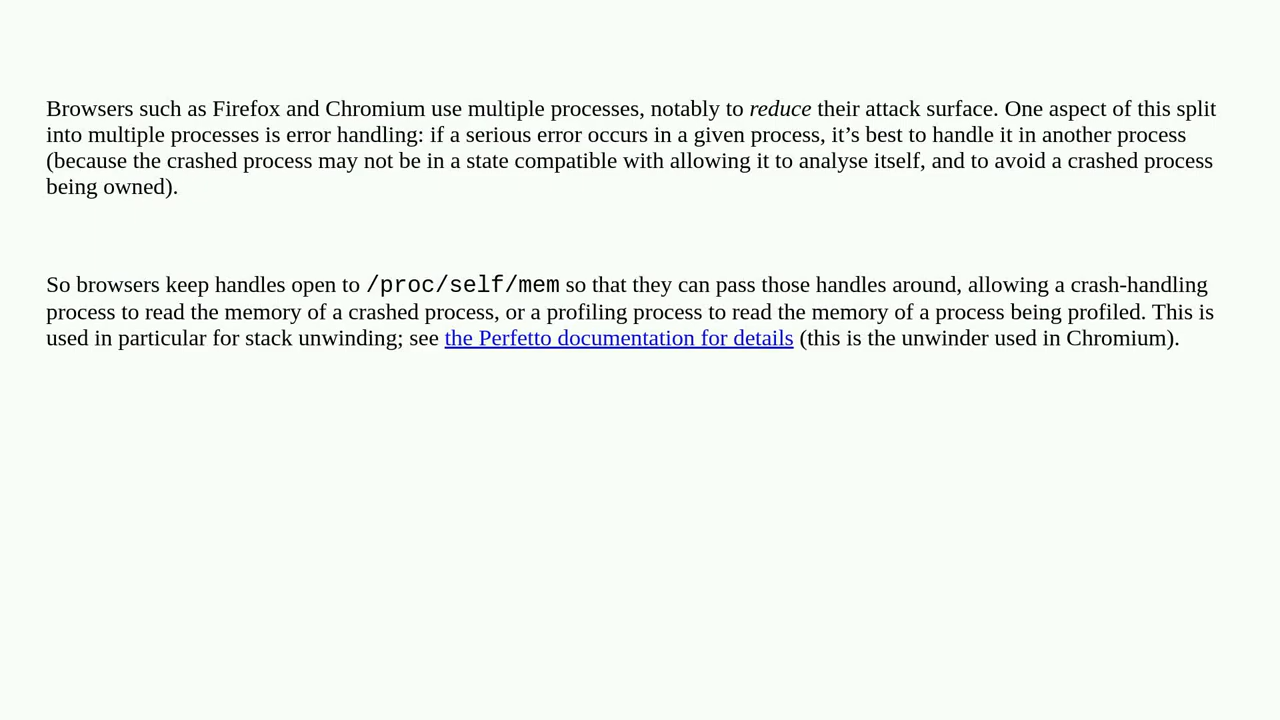 Browsers such as Firefox and Chromium use multiple processes, notably to reduce their attack surface. One aspect of this split
into multiple processes is error handling: if a serious error occurs in a given process, it’s best to handle it in another process
(because the crashed process may not be in a state compatible with allowing it to analyse itself, and to avoid a crashed process
being owned).
So browsers keep handles open to /proc/self/mem so that they can pass those handles around, allowing a crash-handling
process to read the memory of a crashed process, or a profiling process to read the memory of a process being profiled. This is
used in particular for stack unwinding; see the Perfetto documentation for details (this is the unwinder used in Chromium).